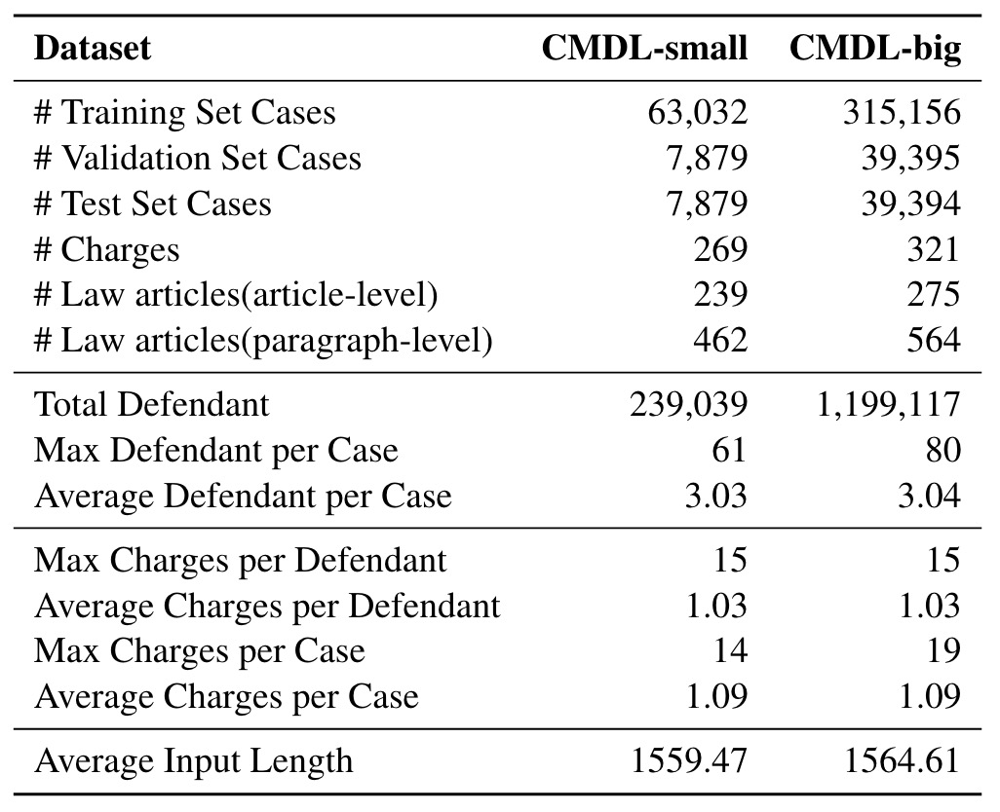 Dataset CMDL-small CMDL-big
# Training Set Cases 63,032 315,156
# Validation Set Cases 7,879 39,395
# Test Set Cases 7,879 39,394
# Charges 269 321
# Law articles(article-level) 239 275
# Law articles(paragraph-level) 462 564
Total Defendant 239,039 1,199,117
Max Defendant per Case 61 80
Average Defendant per Case 3.03 3.04
Max Charges per Defendant 15 15
Average Charges per Defendant 1.03 1.03
Max Charges per Case 14 19
Average Charges per Case 1.09 1.09
Average Input Length 1559.47 1564.61